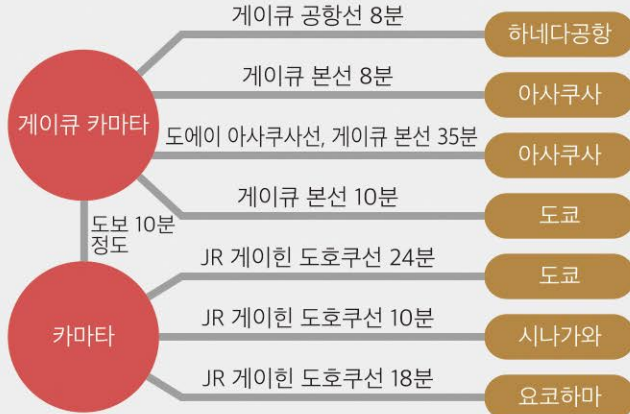 게이큐 공항선 8분
하네다공항
게이큐 본선 8분
아사쿠사
게이큐 카마타
도에이 아사쿠사선, 게이큐 본선 35분
아사쿠사
게이큐 본선 10분
도쿄
도보 10분
정도
JR 게이힌 도호쿠선 24분
도쿄
카마타
JR 게이힌 도호쿠선 10분
시나가와
JR 게이힌 도호쿠선 18분
요코하마